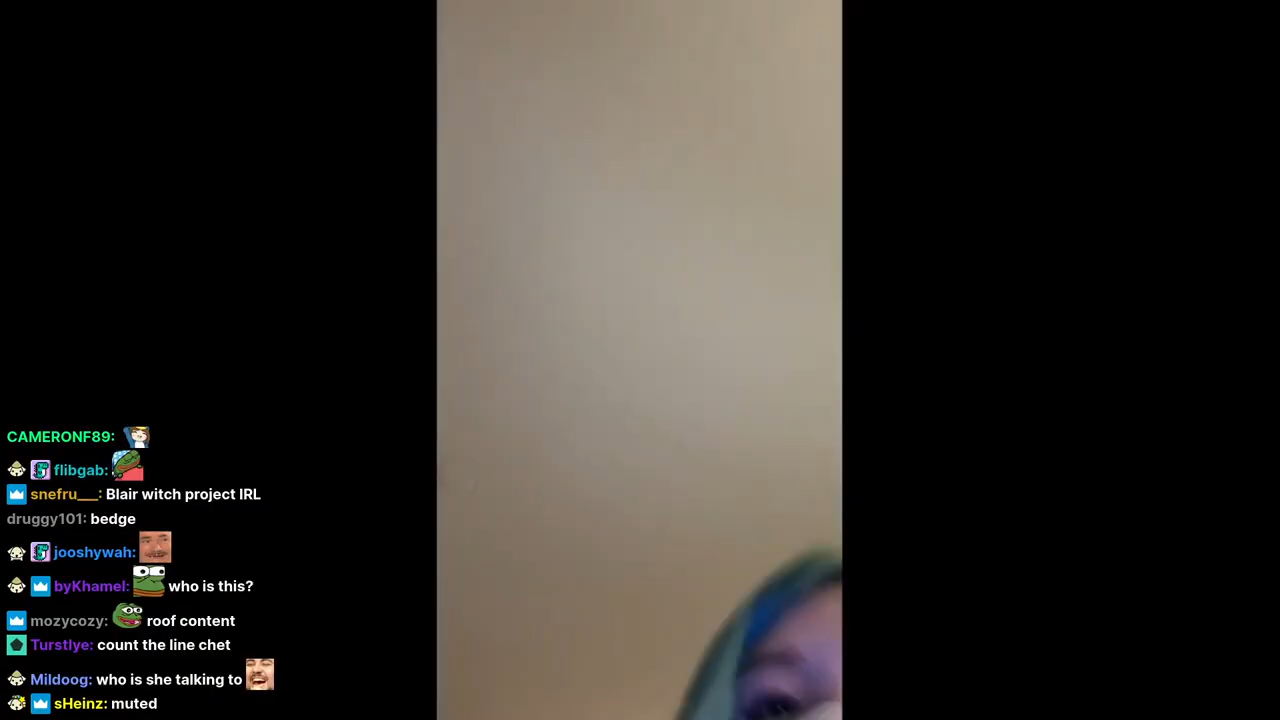 CAMERONF89:
flibgab:
snefru___: Blair witch project IRL
druggy101: bedge
jooshywah:
byKhamel: who is this?
mozycozy: roof content
Turstlye: count the line chet
Mildoog: who is she talking to
sHeinz: muted